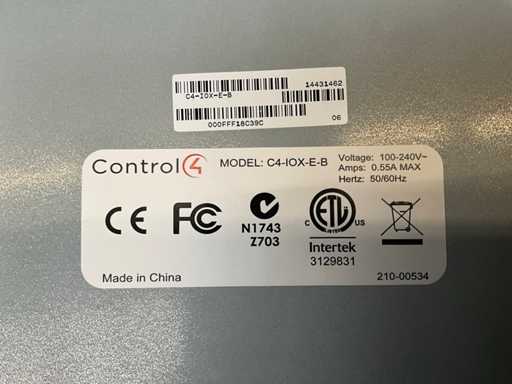 C4-IOX-E-B
14431462
000FFF18C39C
06
Control4
MODEL: C4-IOX-E-B
Voltage: 100-240V~
Amps: 0.55A MAX
Hertz: 50/60Hz
CE FC
N1743
Z703
C ETL US
Intertek
3129831
Made in China
210-00534